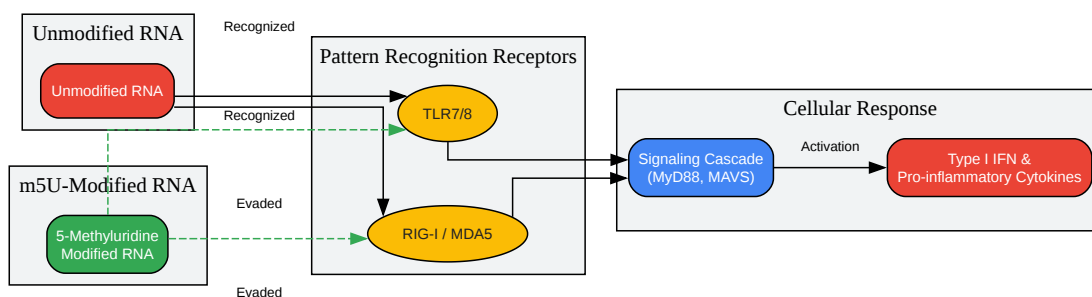 Unmodified RNA
Recognized
Unmodified RNA
Pattern Recognition Receptors
TLR7/8
Recognized
Cellular Response
Signaling Cascade
(MyD88, MAVS)
Activation
Type I IFN &
Pro-inflammatory Cytokines
m5U-Modified RNA
Evaded
5-Methyluridine
Modified RNA
RIG-I / MDA5
Evaded